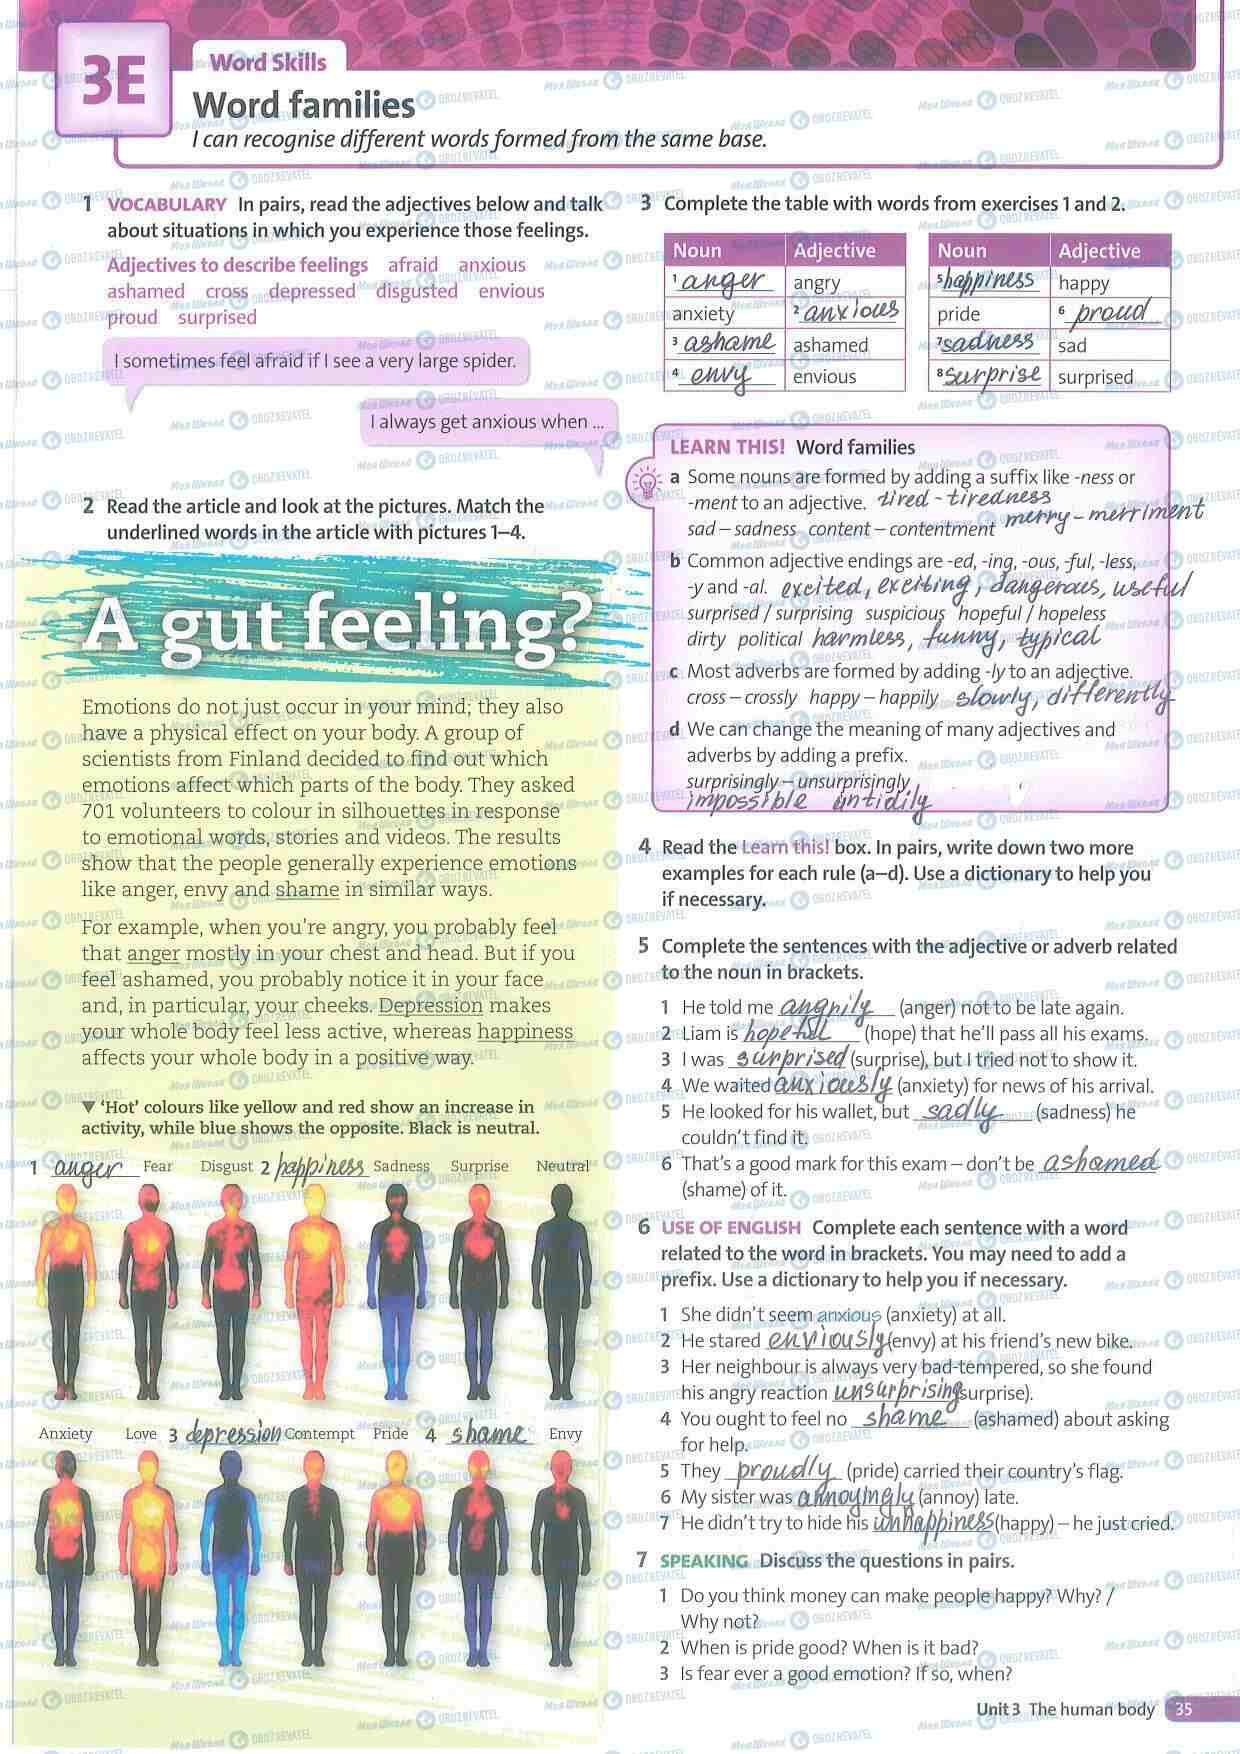 3E
Word Skills
Word families
I can recognise different words formed from the same base.
1 VOCABULARY In pairs, read the adjectives below and talk
about situations in which you experience those feelings.
Adjectives to describe feelings afraid anxious
ashamed cross depressed disgusted envious
proud surprised
I sometimes feel afraid if I see a very large spider.
I always get anxious when ...
2 Read the article and look at the pictures. Match the
underlined words in the article with pictures 1–4.
A gut feeling?
Emotions do not just occur in your mind; they also
have a physical effect on your body. A group of
scientists from Finland decided to find out which
emotions affect which parts of the body. They asked
701 volunteers to colour in silhouettes in response
to emotional words, stories and videos. The results
show that the people generally experience emotions
like anger, envy and shame in similar ways.
For example, when you're angry, you probably feel
that anger mostly in your chest and head. But if you
feel ashamed, you probably notice it in your face
and, in particular, your cheeks. Depression makes
your whole body feel less active, whereas happiness
affects your whole body in a positive way.
▼ 'Hot' colours like yellow and red show an increase in
activity, while blue shows the opposite. Black is neutral.
1 anger Fear Disgust 2 happiness Sadness Surprise Neutral
Anxiety Love 3 depression Contempt Pride 4 shame Envy
3 Complete the table with words from exercises 1 and 2.
Noun Adjective Noun Adjective
1 anger angry 5 happiness happy
anxiety 2 anxious pride 6 proud
3 ashame ashamed 7 sadness sad
4 envy envious 8 surprise surprised
LEARN THIS! Word families
a Some nouns are formed by adding a suffix like -ness or
-ment to an adjective. tired - tiredness
sad – sadness content – contentment merry – merriment
b Common adjective endings are -ed, -ing, -ous, -ful, -less,
-y and -al. excited, exciting, dangerous, useful
surprised / surprising suspicious hopeful / hopeless
dirty political harmless, funny, typical
c Most adverbs are formed by adding -ly to an adjective.
cross – crossly happy – happily slowly, differently
d We can change the meaning of many adjectives and
adverbs by adding a prefix.
surprisingly – unsurprisingly
impossible untidily
4 Read the Learn this! box. In pairs, write down two more
examples for each rule (a–d). Use a dictionary to help you
if necessary.
5 Complete the sentences with the adjective or adverb related
to the noun in brackets.
1 He told me angrily (anger) not to be late again.
2 Liam is hopeful (hope) that he'll pass all his exams.
3 I was surprised (surprise), but I tried not to show it.
4 We waited anxiously (anxiety) for news of his arrival.
5 He looked for his wallet, but sadly (sadness) he
couldn't find it.
6 That's a good mark for this exam – don't be ashamed
(shame) of it.
6 USE OF ENGLISH Complete each sentence with a word
related to the word in brackets. You may need to add a
prefix. Use a dictionary to help you if necessary.
1 She didn't seem anxious (anxiety) at all.
2 He stared enviously (envy) at his friend's new bike.
3 Her neighbour is always very bad-tempered, so she found
his angry reaction unsurprising (surprise).
4 You ought to feel no shame (ashamed) about asking
for help.
5 They proudly (pride) carried their country's flag.
6 My sister was annoyingly (annoy) late.
7 He didn't try to hide his unhappiness (happy) – he just cried.
7 SPEAKING Discuss the questions in pairs.
1 Do you think money can make people happy? Why? /
Why not?
2 When is pride good? When is it bad?
3 Is fear ever a good emotion? If so, when?
Unit 3 The human body 35